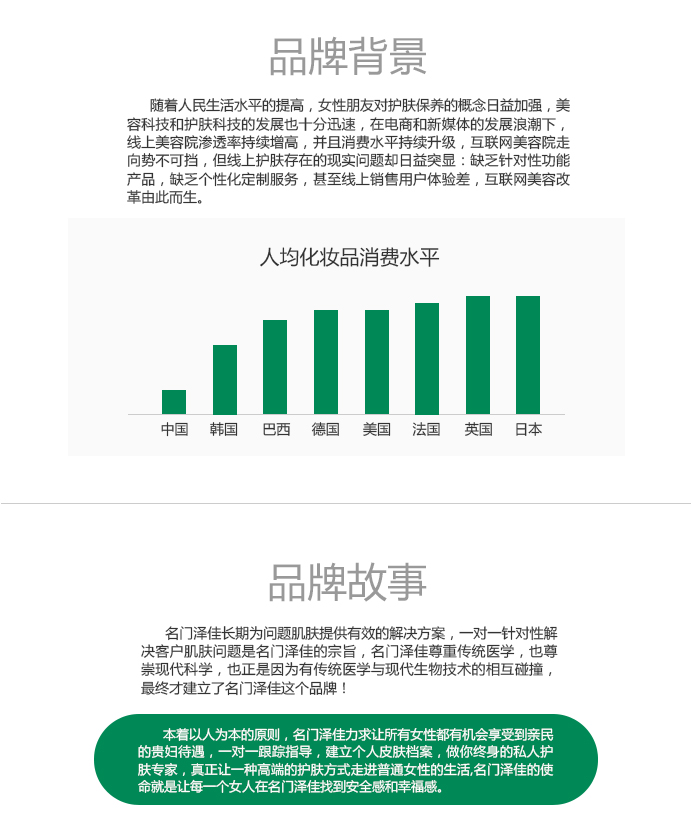 品牌背景
随着人民生活水平的提高，女性朋友对护肤保养的概念日益加强，美
容科技和护肤科技的发展也十分迅速，在电商和新媒体的发展浪潮下，
线上美容院渗透率持续增高，并且消费水平持续升级，互联网美容院走
向势不可挡，但线上护肤存在的现实问题却日益突显：缺乏针对性功能
产品，缺乏个性化定制服务，甚至线上销售用户体验差，互联网美容改
革由此而生。
人均化妆品消费水平
中国 韩国 巴西 德国 美国 法国 英国 日本
品牌故事
名门泽佳长期为问题肌肤提供有效的解决方案，一对一针对性解
决客户肌肤问题是名门泽佳的宗旨，名门泽佳尊重传统医学，也尊
崇现代科学，也正是因为有传统医学与现代生物技术的相互碰撞，
最终才建立了名门泽佳这个品牌！
本着以人为本的原则，名门泽佳力求让所有女性都有机会享受到亲民
的贵妇待遇，一对一跟踪指导，建立个人皮肤档案，做你终身的私人护
肤专家，真正让一种高端的护肤方式走进普通女性的生活,名门泽佳的使
命就是让每一个女人在名门泽佳找到安全感和幸福感。